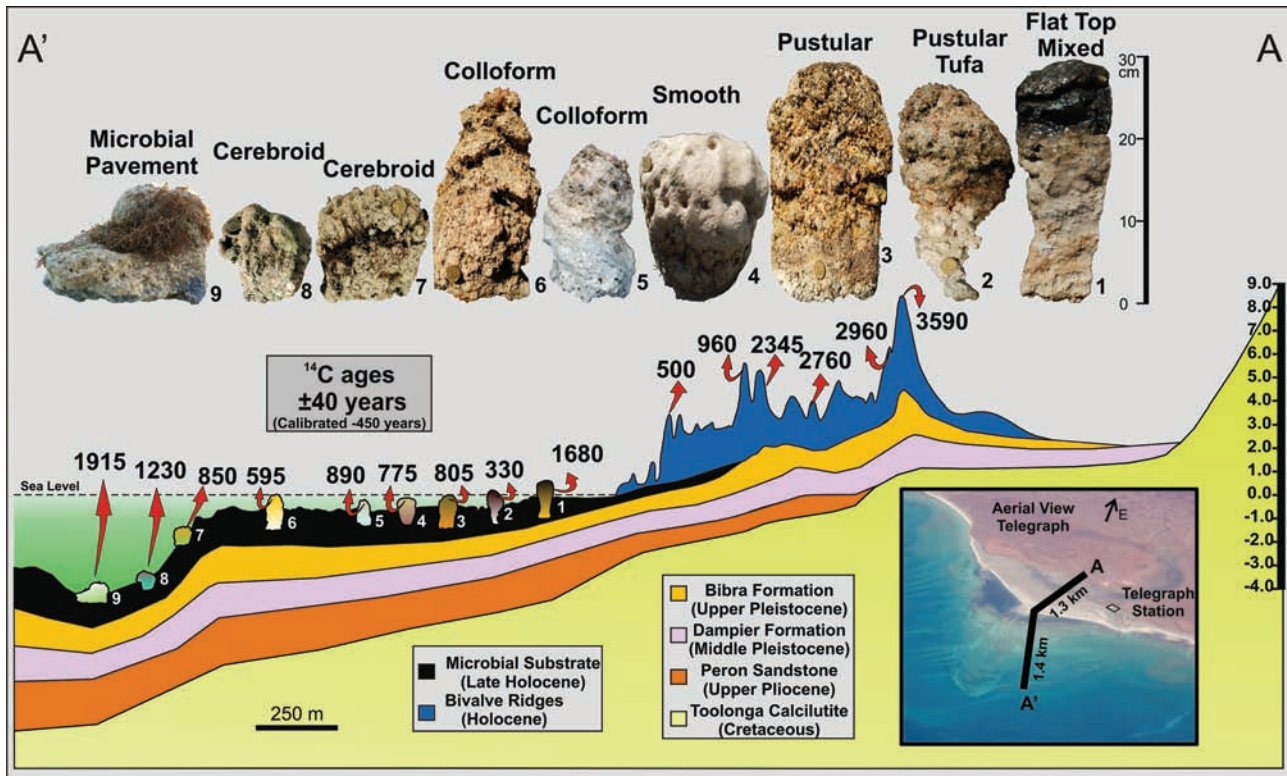 A'
A
Microbial
Pavement
Cerebroid
Cerebroid
Colloform
Colloform
Smooth
Pustular
Pustular
Tufa
Flat Top
Mixed
30
cm
20
10
0
9
8
7
6
5
4
3
2
1
14C ages
±40 years
(Calibrated -450 years)
500
960
2345
2760
2960
3590
9.0
8.0
7.0
6.0
5.0
4.0
3.0
2.0
1.0
0.0
-1.0
-2.0
-3.0
-4.0
Sea Level
1915
1230
850
595
890
775
805
330
1680
9
8
7
6
5
4
3
2
1
250 m
Microbial Substrate
(Late Holocene)
Bivalve Ridges
(Holocene)
Bibra Formation
(Upper Pleistocene)
Dampier Formation
(Middle Pleistocene)
Peron Sandstone
(Upper Pliocene)
Toolonga Calcilutite
(Cretaceous)
Aerial View
Telegraph
E
A
1.3 km
Telegraph
Station
1.4 km
A'